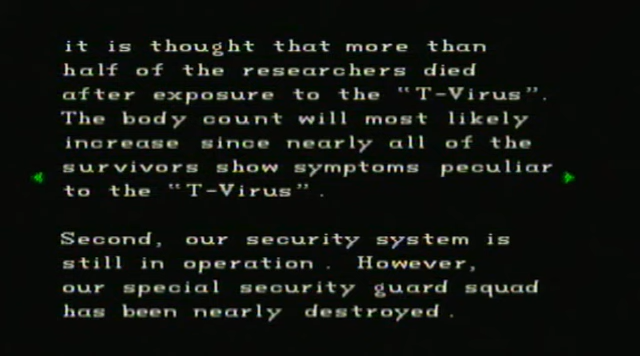 it is thought that more than
half of the researchers died
after exposure to the "T-Virus".
The body count will most likely
increase since nearly all of the
survivors show symptoms peculiar
to the "T-Virus".
Second, our security system is
still in operation. However,
our special security guard squad
has been nearly destroyed.